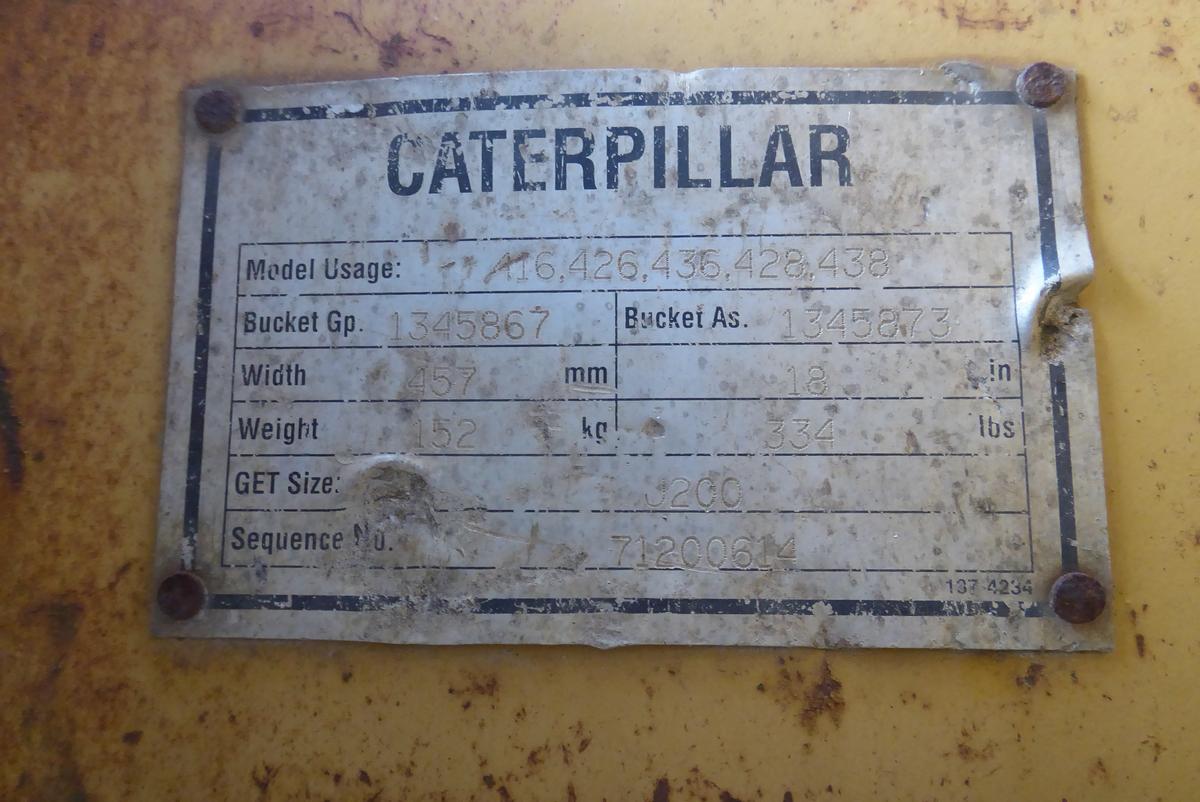 CATERPILLAR
Model Usage: 416,426,436,428,438
Bucket Gp. 1345867 Bucket As. 1345873
Width 457 mm 18 in
Weight 152 kg 334 lbs
GET Size: J200
Sequence No. 71200614
137-4234